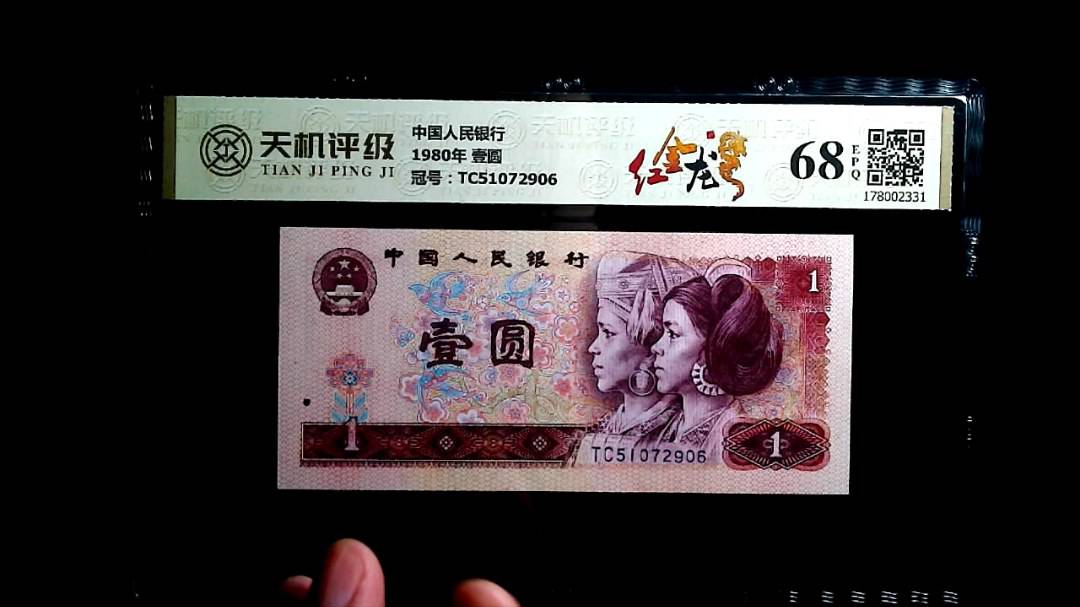 天机评级
TIAN JI PING JI
中国人民银行
1980年 壹圆
冠号：TC51072906
红金龙
68
EPQ
178002331
中国人民银行
壹圆
1
1
1
TC51072906